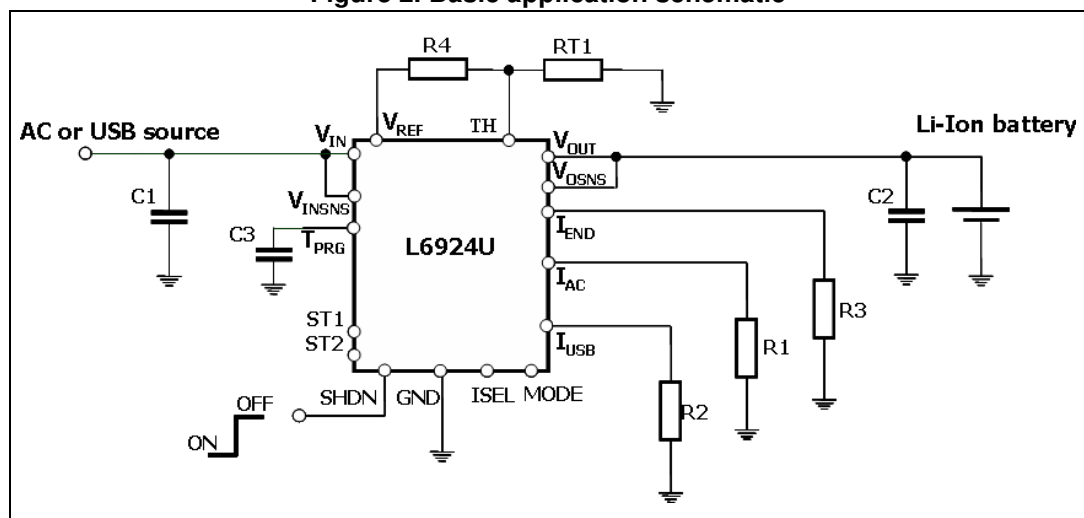 Figure 2. Basic application schematic
R4
RT1
AC or USB source
VIN
VREF
TH
VOUT
Li-Ion battery
VOSNS
C1
VINSNS
C2
C3
TPRG
L6924U
IEND
IAC
R3
ST1
ST2
IUSB
R1
SHDN
GND
ISEL
MODE
OFF
R2
ON